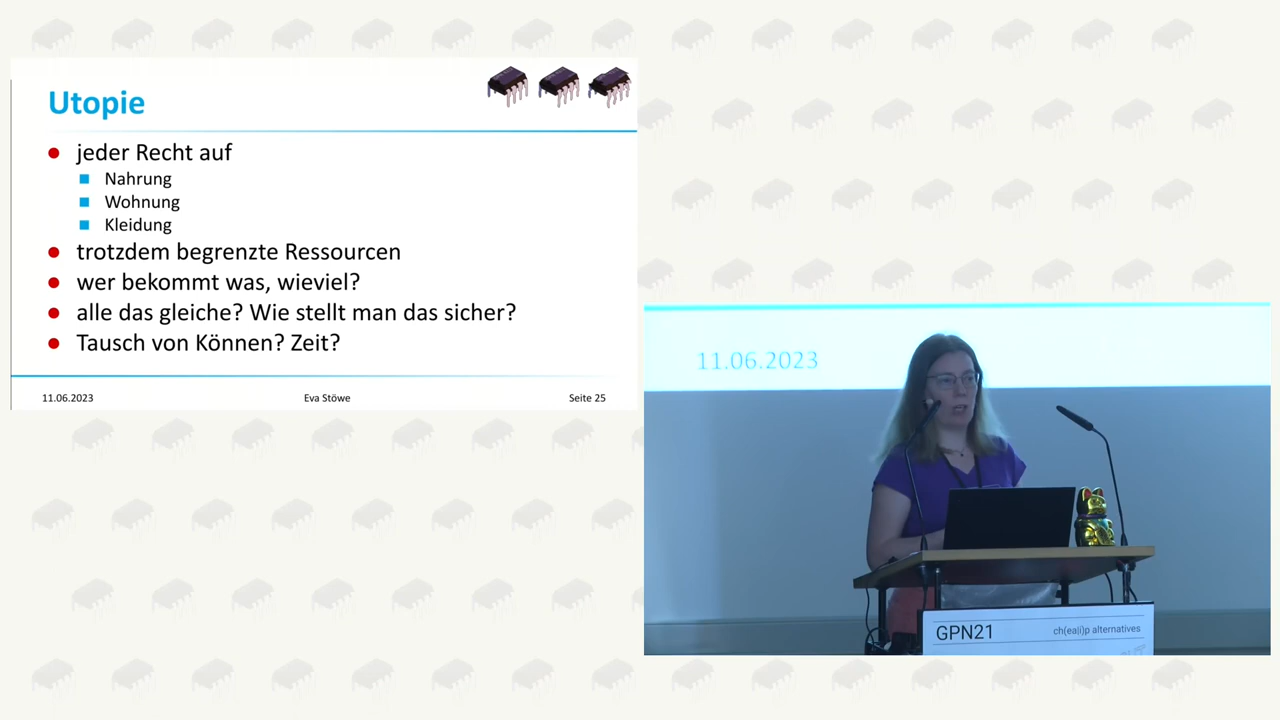 Utopie
jeder Recht auf
Nahrung
Wohnung
Kleidung
trotzdem begrenzte Ressourcen
wer bekommt was, wieviel?
alle das gleiche? Wie stellt man das sicher?
Tausch von Können? Zeit?
11.06.2023
Eva Stöwe
Seite 25
11.06.2023
GPN21
ch(ea|i)p alternatives